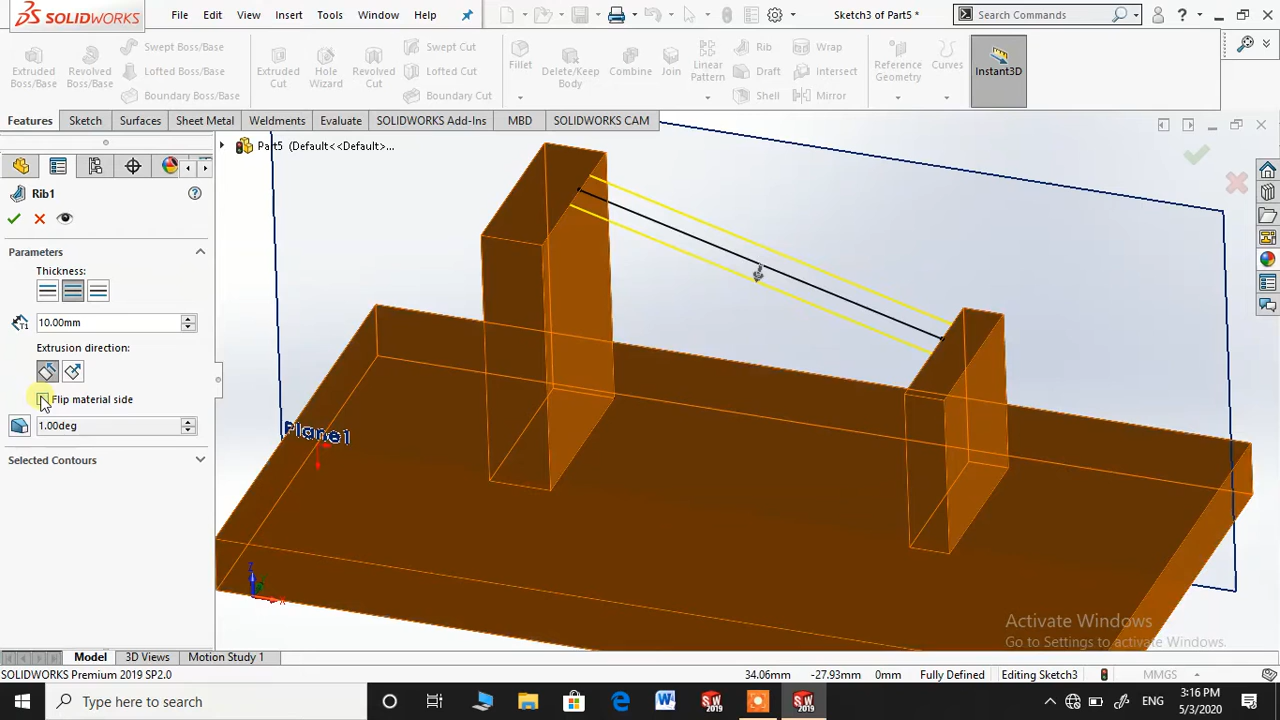 SOLIDWORKS
File Edit View Insert Tools Window Help
Sketch3 of Part5 *
Search Commands
Extruded Boss/Base
Revolved Boss/Base
Swept Boss/Base
Lofted Boss/Base
Boundary Boss/Base
Extruded Cut
Hole Wizard
Revolved Cut
Swept Cut
Lofted Cut
Boundary Cut
Fillet
Delete/Keep Body
Combine
Join
Linear Pattern
Rib
Draft
Shell
Wrap
Intersect
Mirror
Reference Geometry
Curves
Instant3D
Features Sketch Surfaces Sheet Metal Weldments Evaluate SOLIDWORKS Add-Ins MBD SOLIDWORKS CAM
Part5 (Default<<Default>...
Rib1
Parameters
Thickness:
T1
10.00mm
Extrusion direction:
Flip material side
1.00deg
Selected Contours
Plane1
Z
X
Activate Windows
Go to Settings to activate Windows.
Model 3D Views Motion Study 1
SOLIDWORKS Premium 2019 SP2.0
34.06mm -27.93mm 0mm Fully Defined Editing Sketch3 MMGS
Type here to search
SW 2019
SW 2019
ENG
3:16 PM
5/3/2020